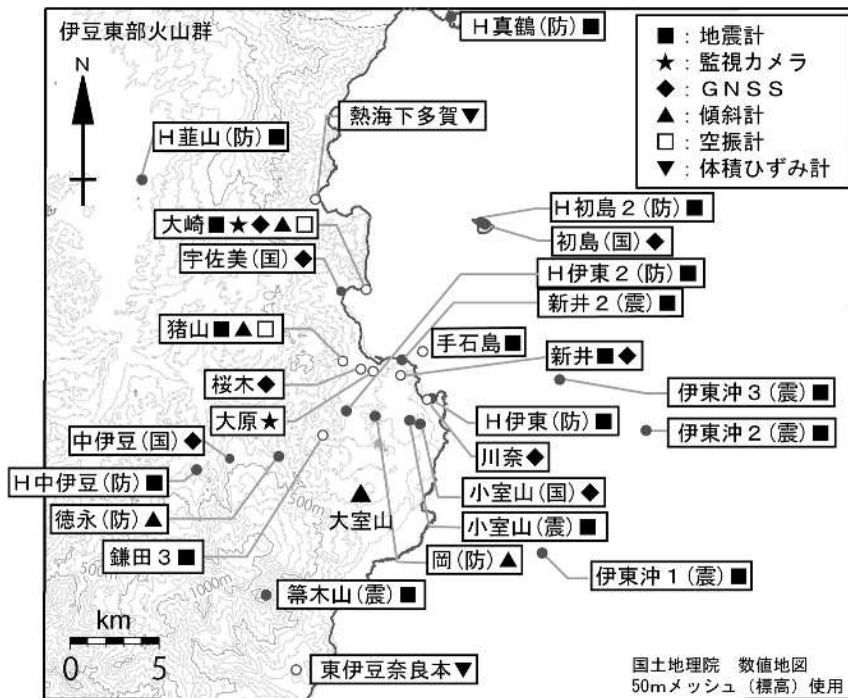 伊豆東部火山群
N
H真鶴(防)■
■：地震計
★：監視カメラ
◆：GNSS
▲：傾斜計
□：空振計
▼：体積ひずみ計
熱海下多賀▼
H韮山(防)■
H初島2(防)■
初島(国)◆
大崎■★◆▲□
宇佐美(国)◆
H伊東2(防)■
新井2(震)■
猪山■▲□
手石島■
新井■◆
桜木◆
伊東沖3(震)■
大原★
H伊東(防)■
伊東沖2(震)■
中伊豆(国)◆
川奈◆
H中伊豆(防)■
小室山(国)◆
徳永(防)▲
大室山
小室山(震)■
鎌田3■
500m
岡(防)▲
伊東沖1(震)■
1000m
箒木山(震)■
km
0 5
東伊豆奈良本▼
国土地理院 数値地図
50mメッシュ（標高）使用